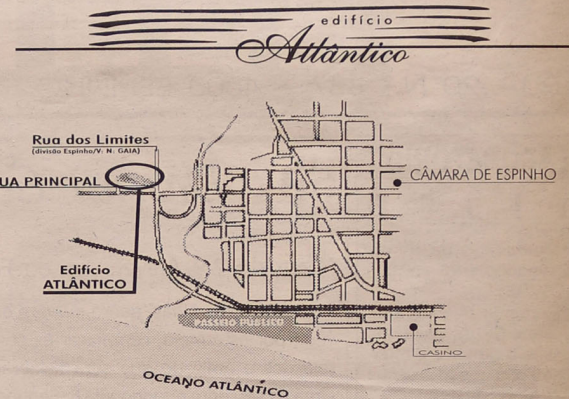 edifício
Atlântico
Rua dos Limites
(divisão Espinho/V. N. GAIA)
UA PRINCIPAL
CÂMARA DE ESPINHO
Edifício
ATLÂNTICO
PASSEIO PÚBLICO
CASINO
OCEANO ATLÂNTICO